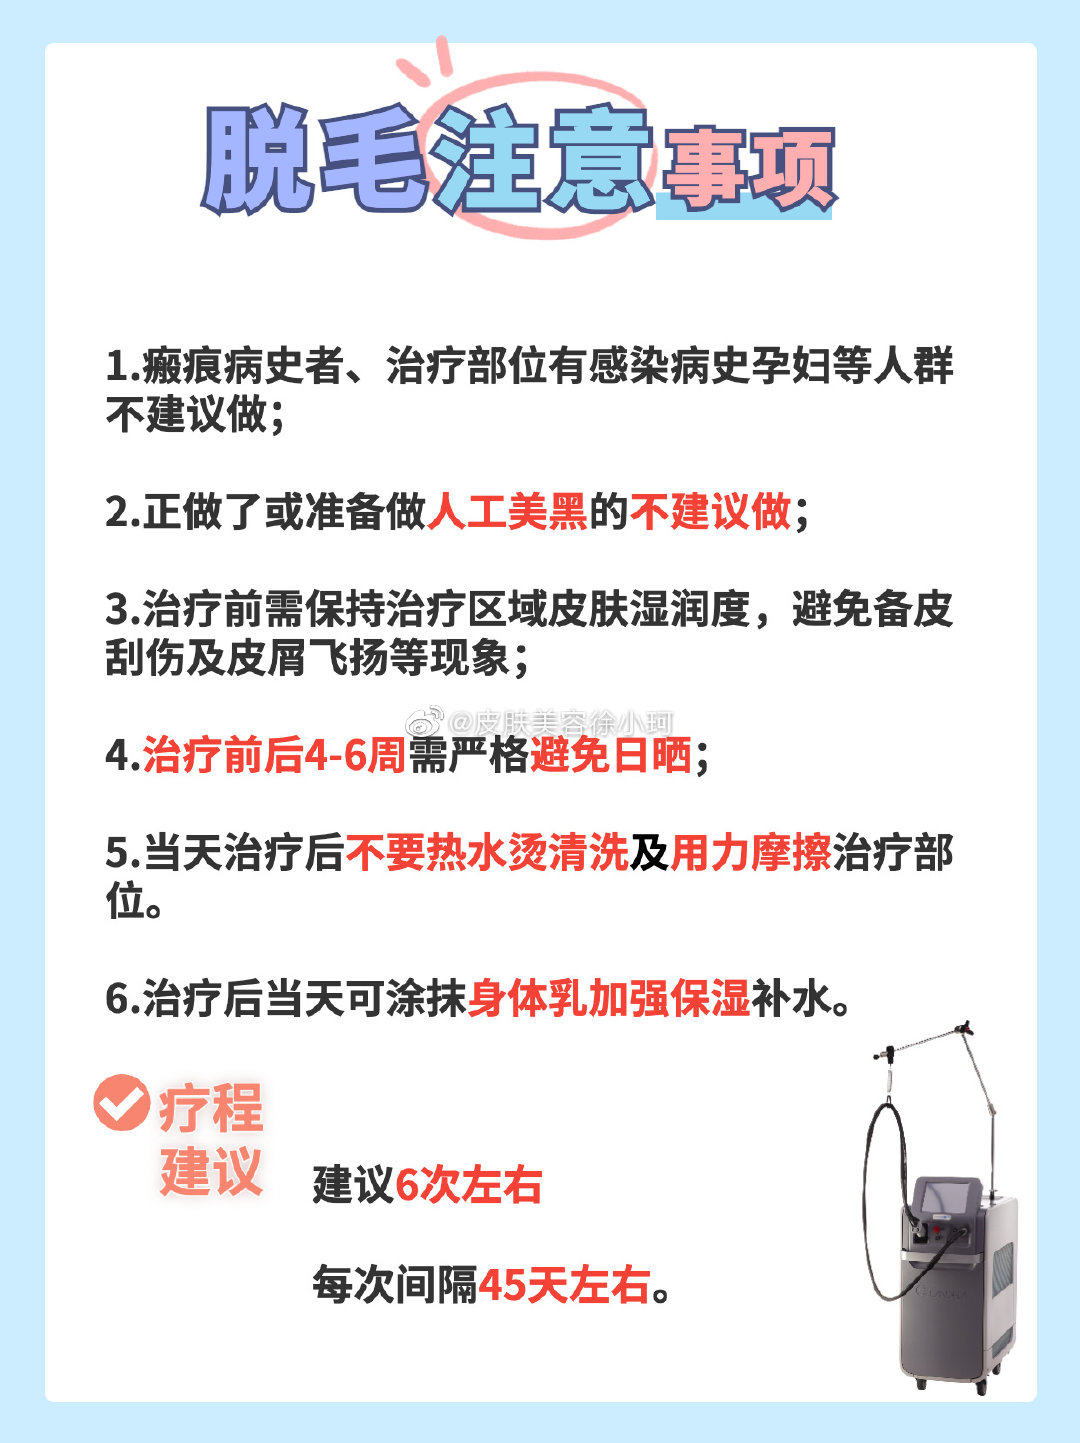 脱毛注意事项
1.瘢痕病史者、治疗部位有感染病史孕妇等人群
不建议做；
2.正做了或准备做人工美黑的不建议做；
3.治疗前需保持治疗区域皮肤湿润度，避免备皮
刮伤及皮屑飞扬等现象；
@皮肤美容徐小珂
4.治疗前后4-6周需严格避免日晒；
5.当天治疗后不要热水烫清洗及用力摩擦治疗部
位。
6.治疗后当天可涂抹身体乳加强保湿补水。
疗程
建议
建议6次左右
每次间隔45天左右。